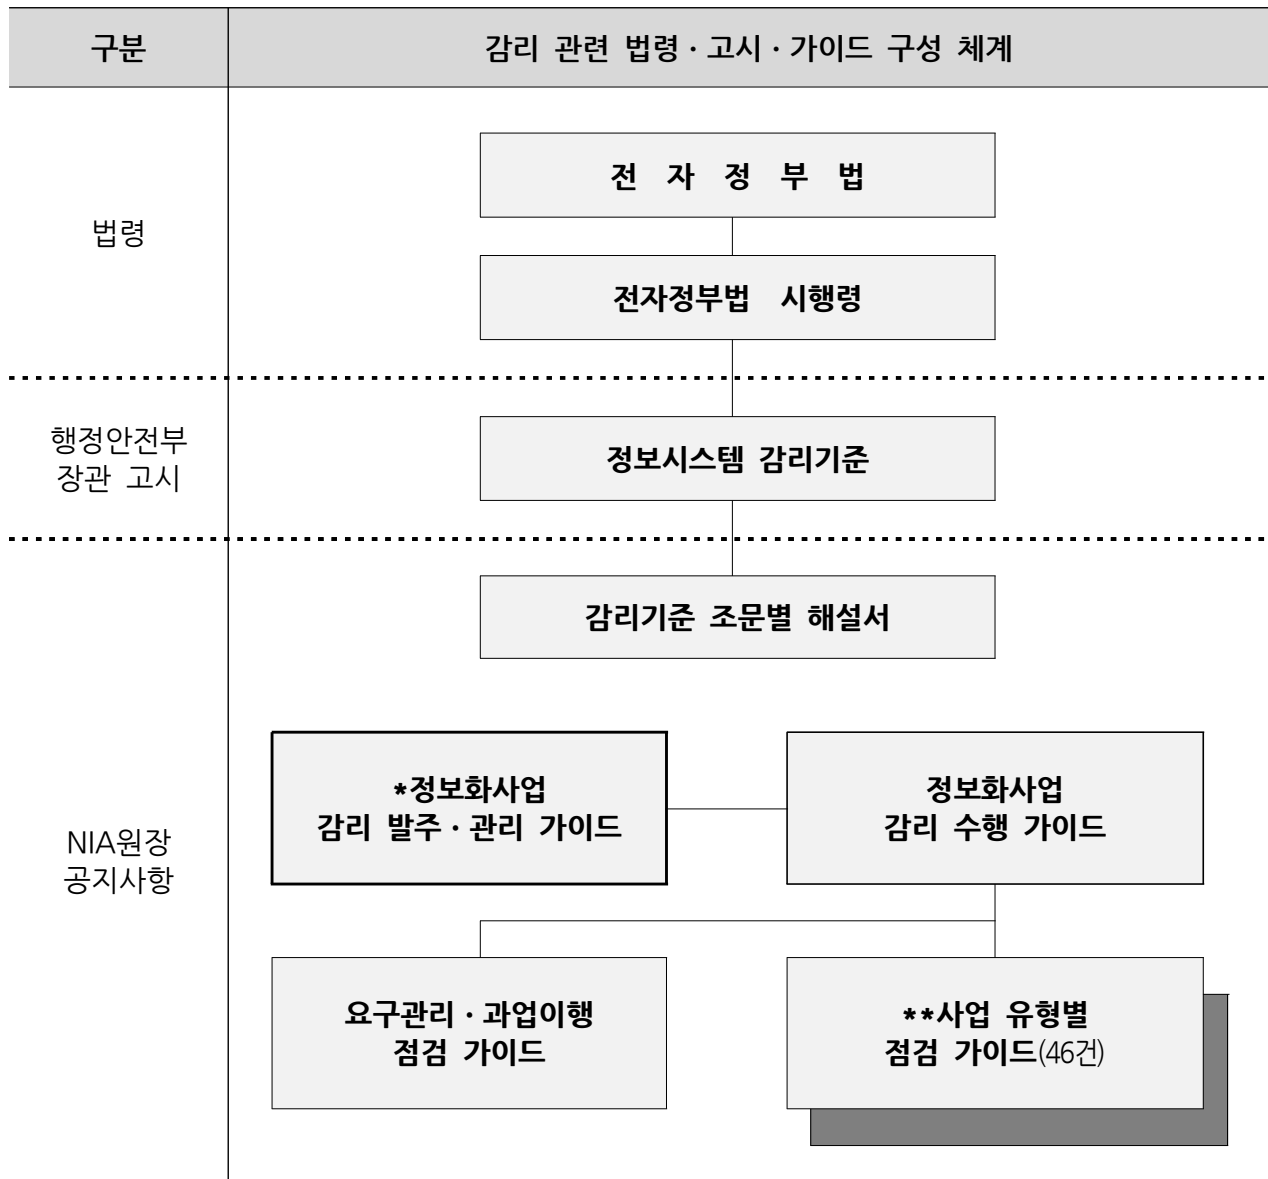 구분
감리 관련 법령·고시·가이드 구성 체계
법령
전 자 정 부 법
전자정부법 시행령
행정안전부
장관 고시
정보시스템 감리기준
감리기준 조문별 해설서
NIA원장
공지사항
*정보화사업
감리 발주·관리 가이드
정보화사업
감리 수행 가이드
요구관리·과업이행
점검 가이드
**사업 유형별
점검 가이드(46건)